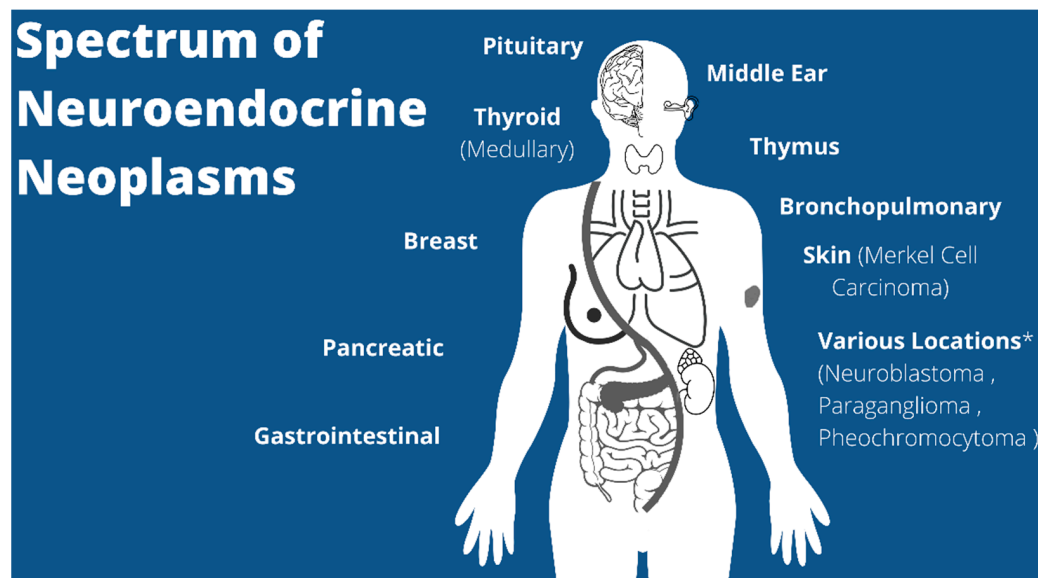 Spectrum of
Neuroendocrine
Neoplasms
Pituitary
Thyroid
(Medullary)
Breast
Pancreatic
Gastrointestinal
Middle Ear
Thymus
Bronchopulmonary
Skin (Merkel Cell
Carcinoma)
Various Locations*
(Neuroblastoma ,
Paraganglioma ,
Pheochromocytoma )